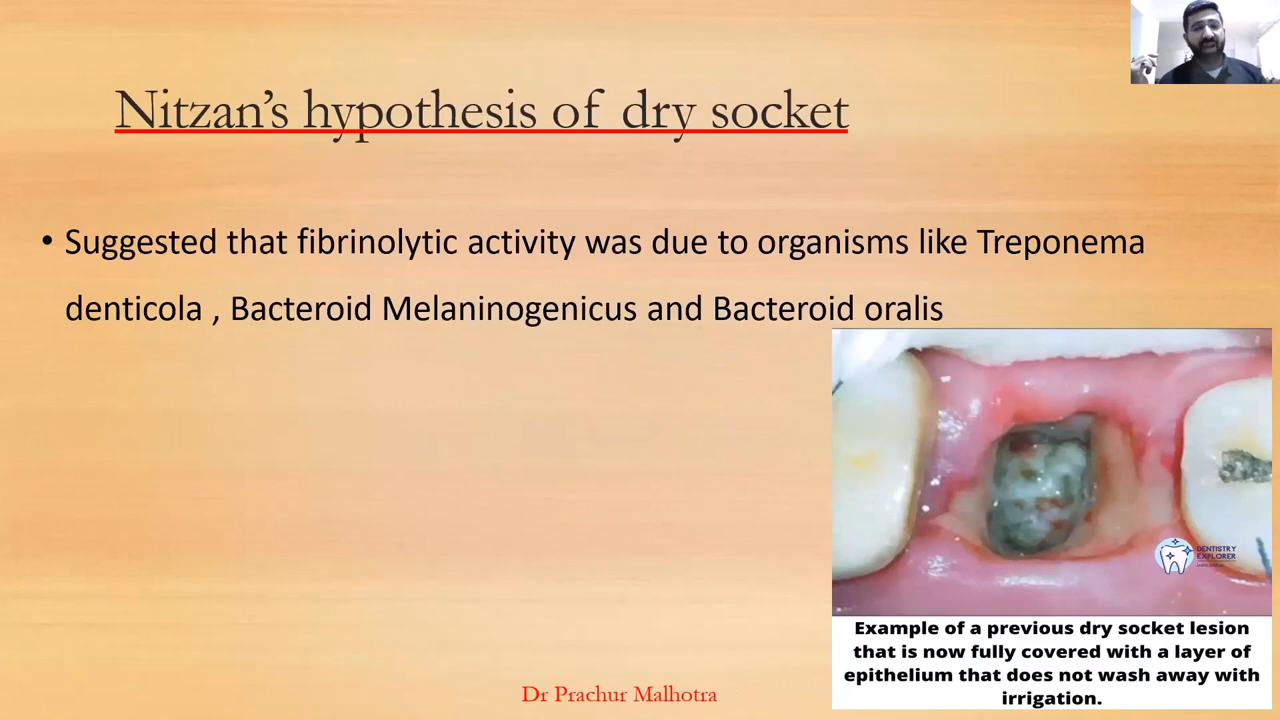 Nitzan's hypothesis of dry socket
• Suggested that fibrinolytic activity was due to organisms like Treponema
denticola , Bacteroid Melaninogenicus and Bacteroid oralis
DENTISTRY
EXPLORER
Example of a previous dry socket lesion
that is now fully covered with a layer of
epithelium that does not wash away with
irrigation.
Dr Prachur Malhotra